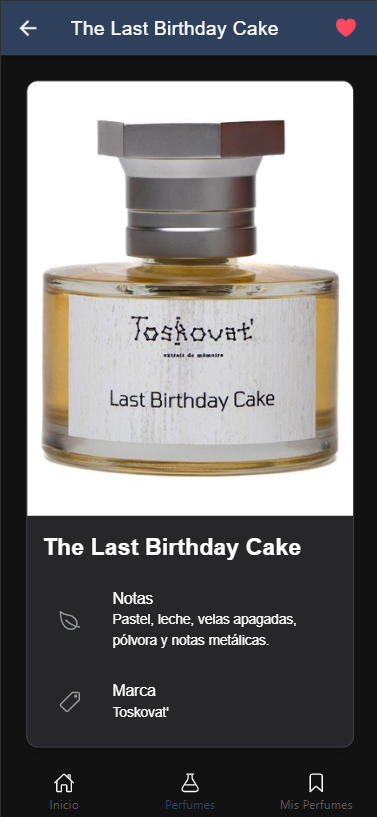 The Last Birthday Cake
Toskovat'
extrait de mémoire
Last Birthday Cake
The Last Birthday Cake
Notas
Pastel, leche, velas apagadas,
pólvora y notas metálicas.
Marca
Toskovat'
Inicio
Perfumes
Mis Perfumes